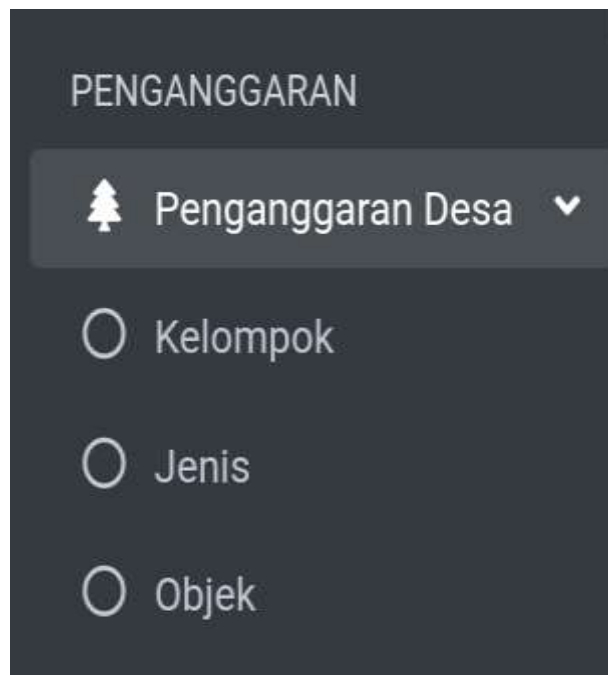 PENGANGGARAN
Penganggaran Desa
Kelompok
Jenis
Objek